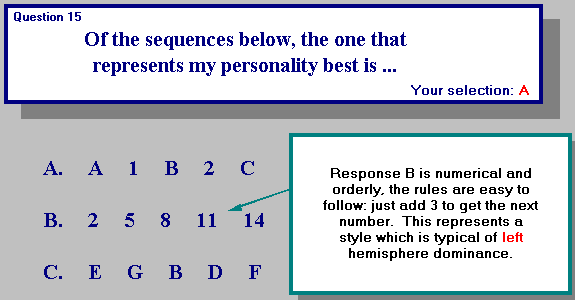 Question 15
Of the sequences below, the one that
represents my personality best is ...
Your selection: A
A. A 1 B 2 C
B. 2 5 8 11 14
C. E G B D F
Response B is numerical and
orderly, the rules are easy to
follow: just add 3 to get the next
number. This represents a
style which is typical of left
hemisphere dominance.